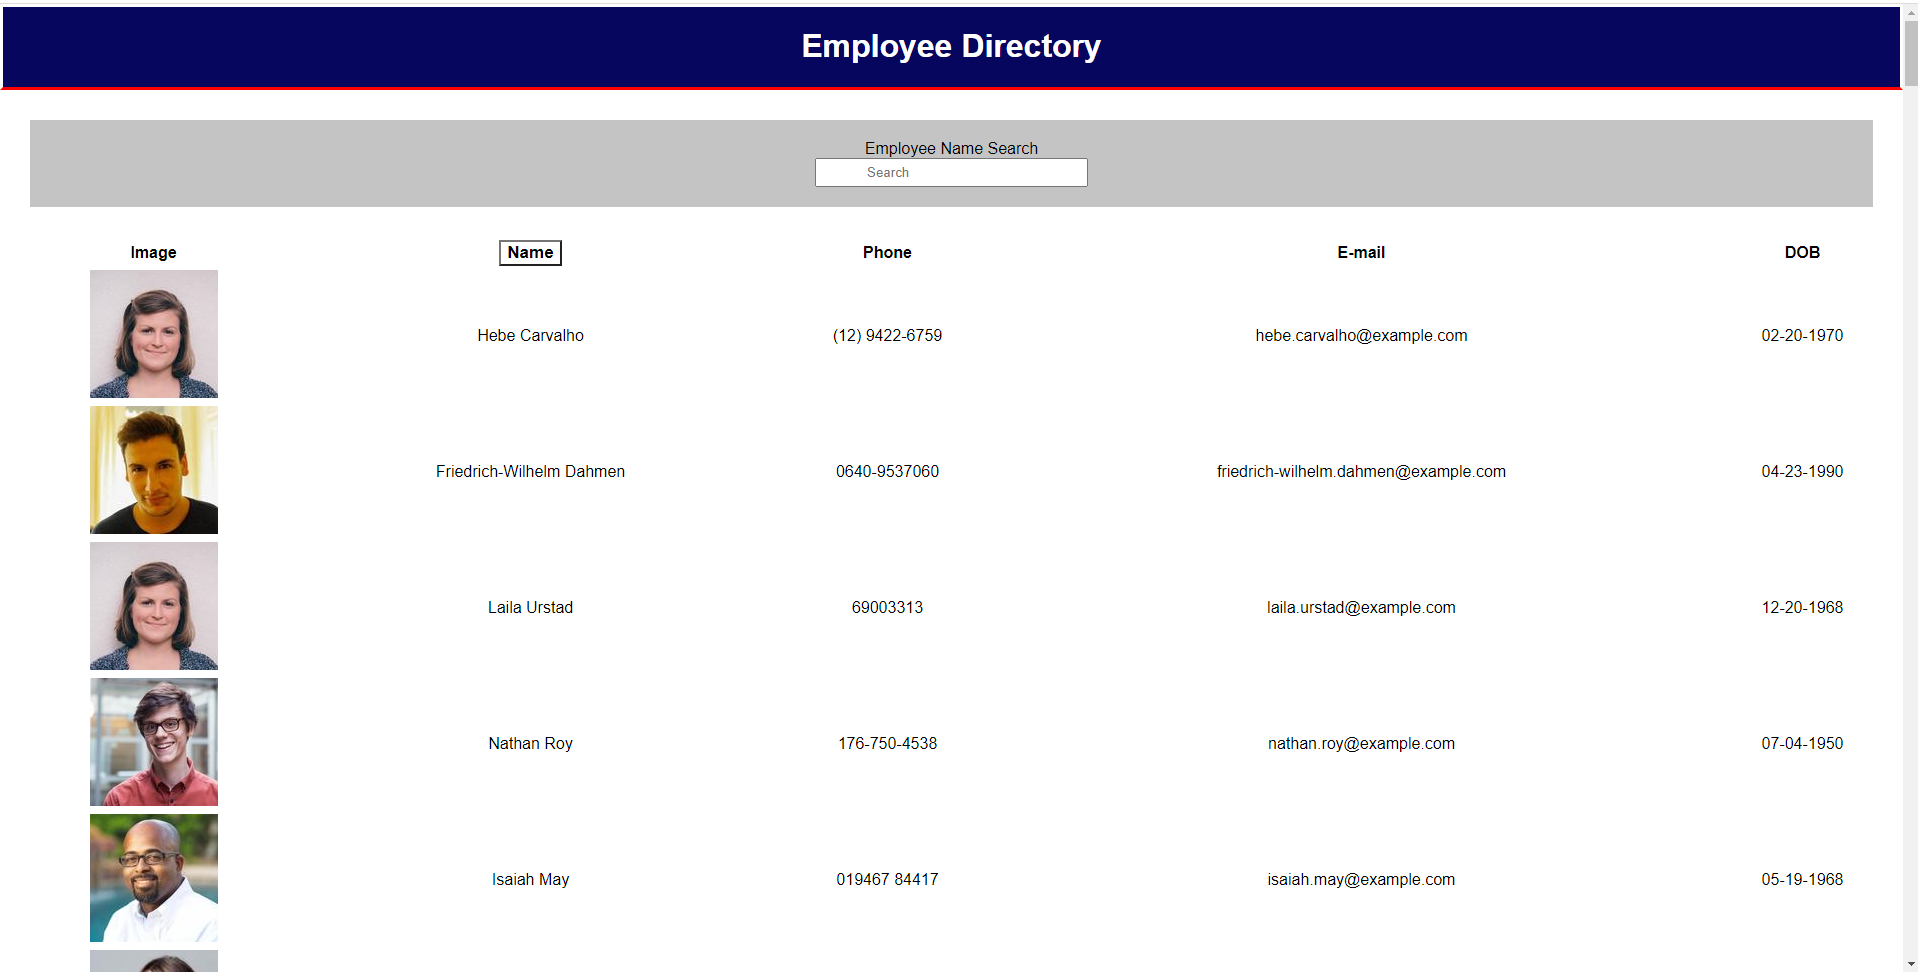 Employee Directory
Employee Name Search
Search
Image Name Phone E-mail DOB
Hebe Carvalho (12) 9422-6759 hebe.carvalho@example.com 02-20-1970
Friedrich-Wilhelm Dahmen 0640-9537060 friedrich-wilhelm.dahmen@example.com 04-23-1990
Laila Urstad 69003313 laila.urstad@example.com 12-20-1968
Nathan Roy 176-750-4538 nathan.roy@example.com 07-04-1950
Isaiah May 019467 84417 isaiah.may@example.com 05-19-1968